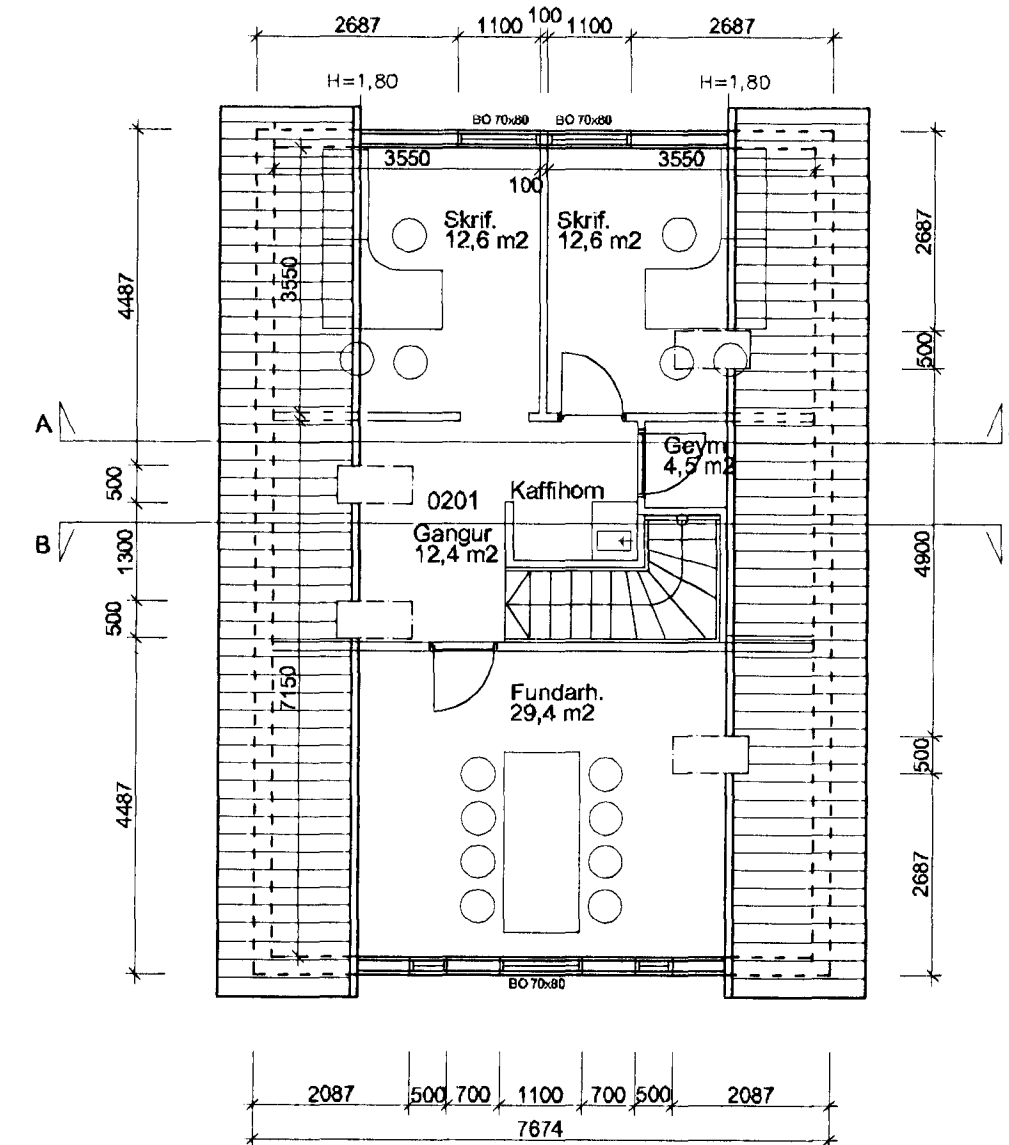 100
2687 1100 1100 2687
H=1,80 H=1,80
BO 70x80 BO 70x80
3550 3550
100
Skrif.
12,6 m2
Skrif.
12,6 m2
4487
3550
2687
500
A
Geym
4,5 m2
500
0201
Kaffihorn
B
Gangur
12,4 m2
1300
4900
500
7150
Fundarh.
29,4 m2
500
4487
2687
BO 70x80
2087 500 700 1100 700 500 2087
7674